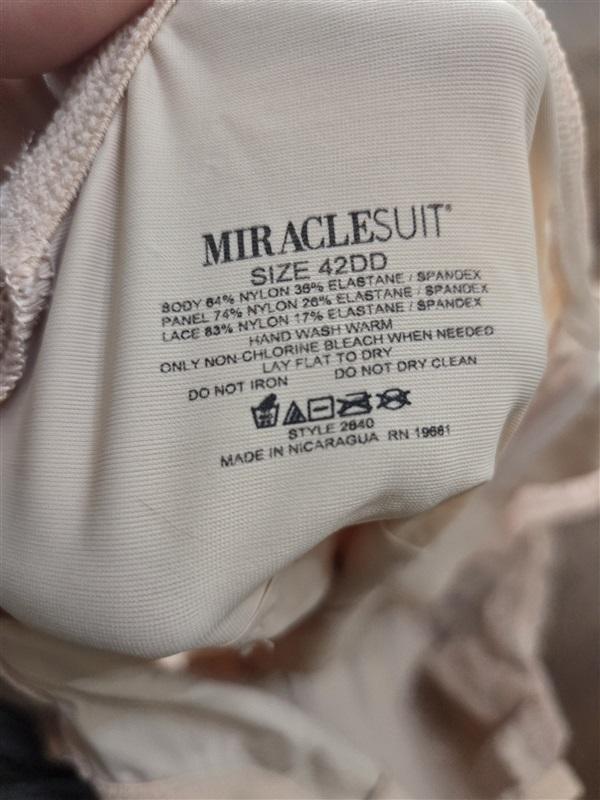 MIRACLESUIT®
SIZE 42DD
BODY 64% NYLON 36% ELASTANE / SPANDEX
PANEL 74% NYLON 26% ELASTANE / SPANDEX
LACE 83% NYLON 17% ELASTANE / SPANDEX
HAND WASH WARM
ONLY NON-CHLORINE BLEACH WHEN NEEDED
LAY FLAT TO DRY
DO NOT IRON DO NOT DRY CLEAN
STYLE 2640
MADE IN NICARAGUA RN 19661